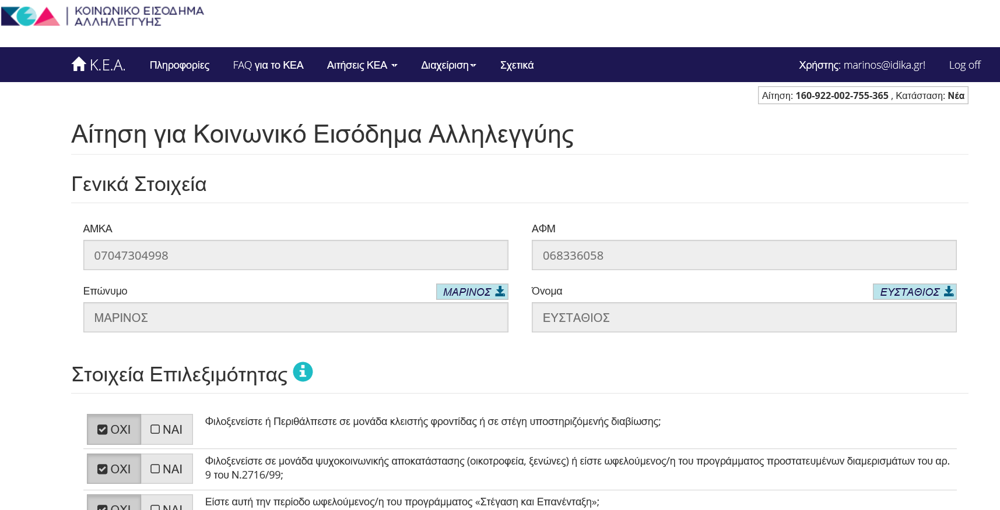 ΚΟΙΝΩΝΙΚΟ ΕΙΣΟΔΗΜΑ
ΑΛΛΗΛΕΓΓΥΗΣ
Κ.Ε.Α. Πληροφορίες FAQ για το ΚΕΑ Αιτήσεις ΚΕΑ Διαχείριση Σχετικά Χρήστης: marinos@idika.gr! Log off
Αίτηση: 160-922-002-755-365 , Κατάσταση: Νέα
Αίτηση για Κοινωνικό Εισόδημα Αλληλεγγύης
Γενικά Στοιχεία
ΑΜΚΑ ΑΦΜ
07047304998 068336058
Επώνυμο ΜΑΡΙΝΟΣ Όνομα ΕΥΣΤΑΘΙΟΣ
ΜΑΡΙΝΟΣ ΕΥΣΤΑΘΙΟΣ
Στοιχεία Επιλεξιμότητας
ΟΧΙ ΝΑΙ Φιλοξενείστε ή Περιθάλπεστε σε μονάδα κλειστής φροντίδας ή σε στέγη υποστηριζόμενής διαβίωσης;
ΟΧΙ ΝΑΙ Φιλοξενείστε σε μονάδα ψυχοκοινωνικής αποκατάστασης (οικοτροφεία, ξενώνες) ή είστε ωφελούμενος/η του προγράμματος προστατευμένων διαμερισμάτων του αρ.
9 του Ν.2716/99;
ΟΧΙ ΝΑΙ Είστε αυτή την περίοδο ωφελούμενος/η του προγράμματος «Στέγαση και Επανένταξη»;